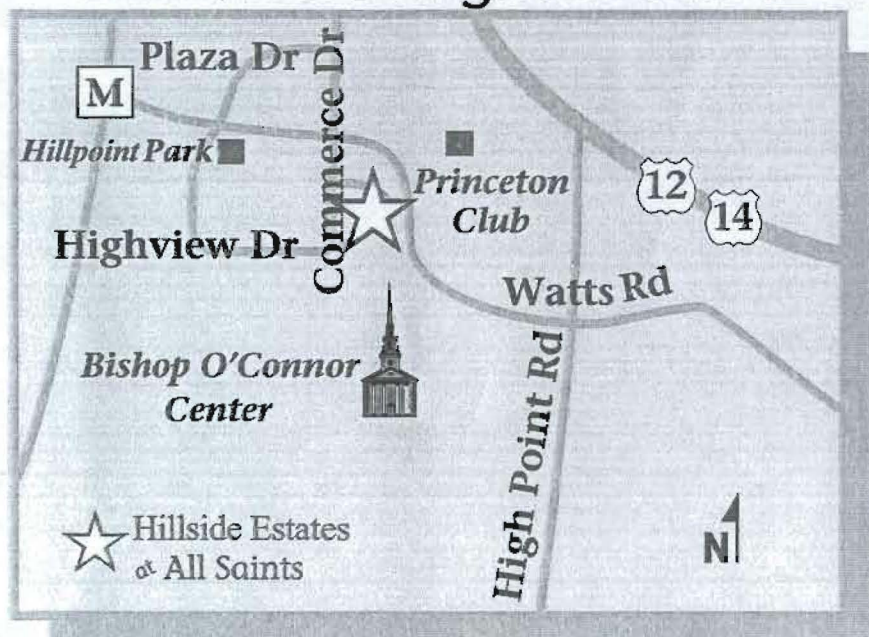 Plaza Dr
Commerce Dr
M
Hillpoint Park
Princeton
Club
12
14
Highview Dr
Watts Rd
Bishop O'Connor
Center
High Point Rd
Hillside Estates
at All Saints
N